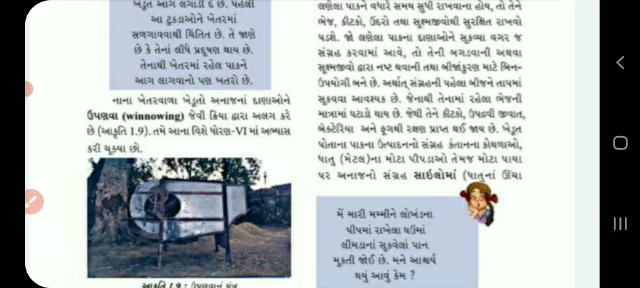 ખેડૂત આગ લગાડી દે છે. પહેલી
આ ટુકડાઓને ખેતરમાં
સળગાવવાથી ચિંતિત છે. તે જાણે
છે કે તેનાં લીધે પ્રદૂષણ થાય છે.
તેનાથી ખેતરમાં રહેલ પાકને
આગ લાગવાનો પણ ખતરો છે.
નાના ખેતરવાળા ખેડૂતો અનાજનાં દાણાઓને
ઉપણવા (winnowing) જેવી ક્રિયા દ્વારા અલગ કરે
છે (આકૃતિ 1.9). તમે આના વિશે ધોરણ-VI માં અભ્યાસ
કરી ચૂક્યા છો.
આકૃતિ 1.9 : ઉપણવાનું યંત્ર
લણેલા પાકને વધારે સમય સુધી રાખવાના હોય, તો તેને
ભેજ, કીટકો, ઉંદરો તથા સૂક્ષ્મજીવોથી સુરક્ષિત રાખવો
પડશે. જો લણેલા પાકના દાણાઓને સુકવ્યા વગર જ
સંગ્રહ કરવામાં આવે, તો તેની બગડવાની અથવા
સૂક્ષ્મજીવો દ્વારા નષ્ટ થવાની તથા બીજાંકુરણ માટે બિન-
ઉપયોગી બને છે. અર્થાત્ સંગ્રહની પહેલા બીજને તાપમાં
સૂકવવા આવશ્યક છે. જેનાથી તેનામાં રહેલા ભેજની
માત્રામાં ઘટાડો થાય છે. જેથી તેને કીટકો, ઉપદ્રવી જીવાત,
બેક્ટેરિયા અને ફૂગથી રક્ષણ પ્રાપ્ત થઈ જાય છે. ખેડૂત
પોતાના પાકના ઉત્પાદનનો સંગ્રહ કંતાનના કોથળાઓ,
ધાતુ (મેટલ)ના મોટા પીપડાઓ તેમજ મોટા પાયા
પર અનાજનો સંગ્રહ સાઇલોમાં (ધાતુનાં ઊંચા
મેં મારી મમ્મીને લોખંડના
પીપમાં રાખેલા ઘઉંમાં
લીમડાનાં સુકવેલાં પાન
મૂકતી જોઈ છે. મને આશ્ચર્ય
થયું આવું કેમ ?